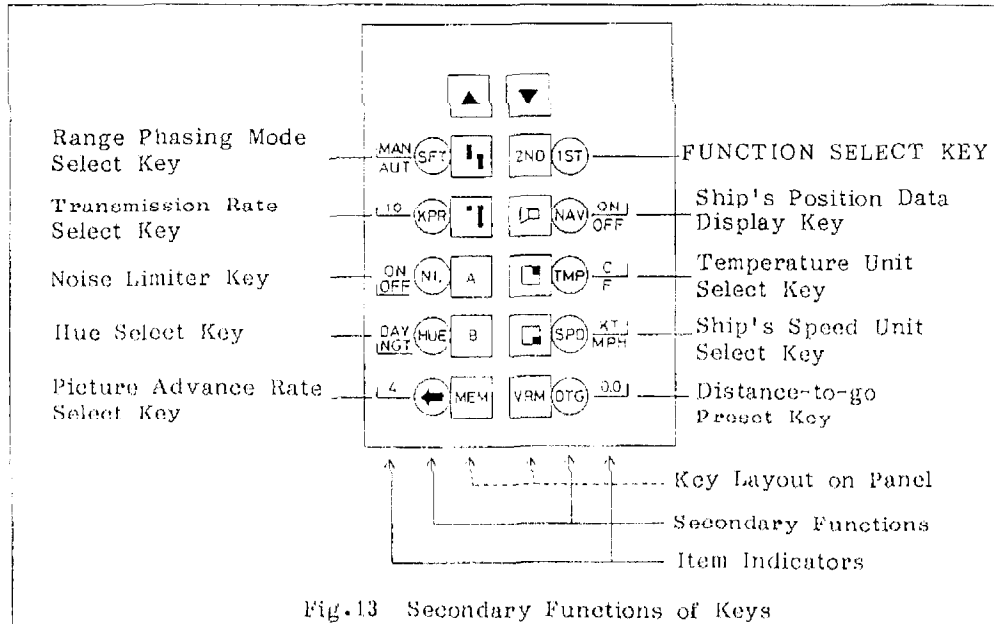 ▲ ▼
Range Phasing Mode
Select Key
MAN
AUT
SFT
2ND
1ST
FUNCTION SELECT KEY
Transmission Rate
Select Key
10
KPR
NAV
ON
OFF
Ship's Position Data
Display Key
Noise Limiter Key
ON
OFF
NL
A
TMP
C
F
Temperature Unit
Select Key
Hue Select Key
DAY
NGT
HUE
B
SPD
KT
MPH
Ship's Speed Unit
Select Key
Picture Advance Rate
Select Key
4
MEM
VRM
DTG
0.0
Distance-to-go
Preset Key
Key Layout on Panel
Secondary Functions
Item Indicators
Fig.13 Secondary Functions of Keys